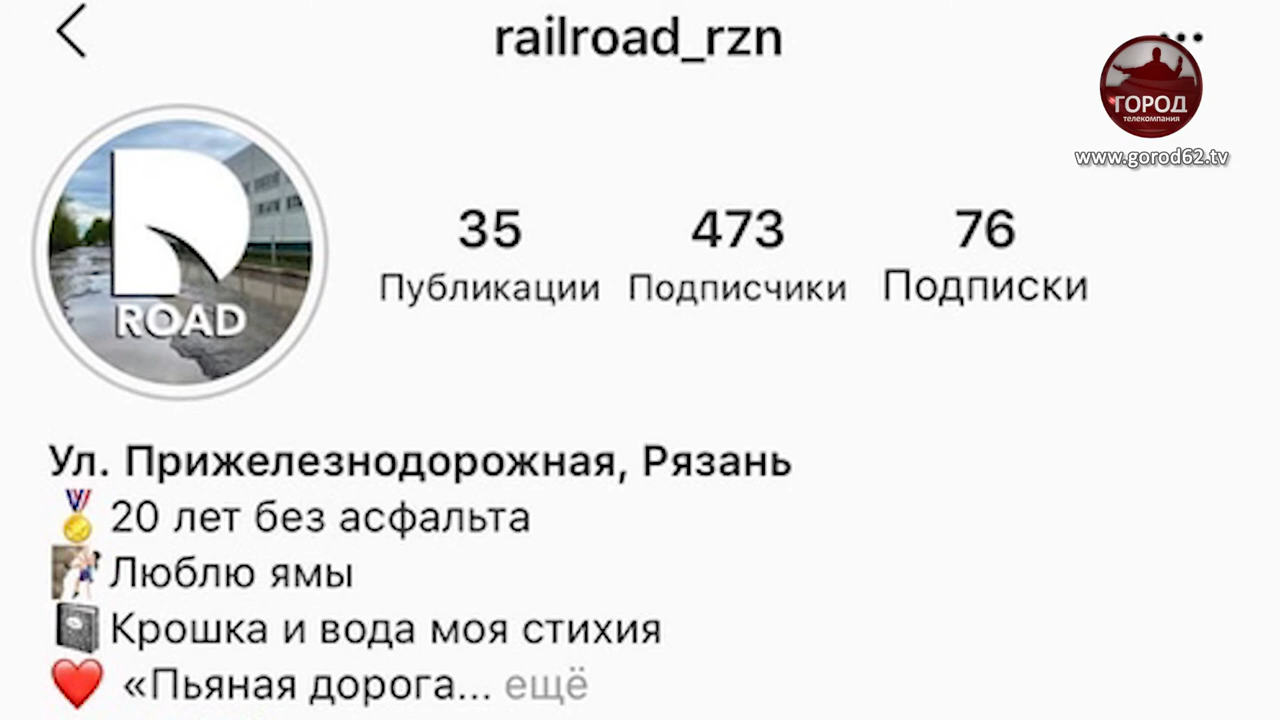 railroad_rzn
ГОРОД
телекомпания
www.gorod62.tv
ROAD
35 473 76
Публикации Подписчики Подписки
Ул. Прижелезнодорожная, Рязань
🏅 20 лет без асфальта
Люблю ямы
Крошка и вода моя стихия
❤️ «Пьяная дорога... ещё